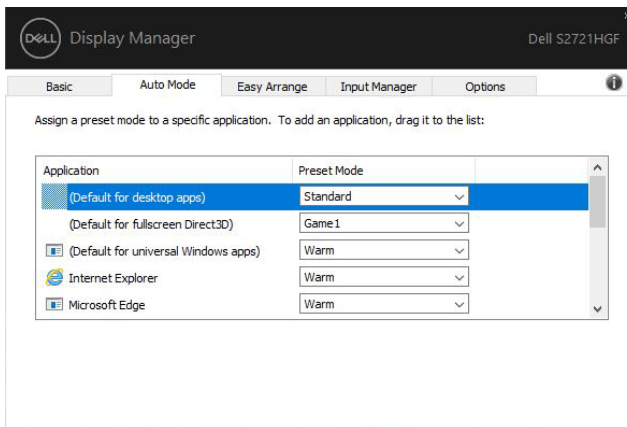 DELL Display Manager Dell S2721HGF
Basic Auto Mode Easy Arrange Input Manager Options
Assign a preset mode to a specific application. To add an application, drag it to the list:
Application Preset Mode
(Default for desktop apps) Standard
(Default for fullscreen Direct3D) Game1
(Default for universal Windows apps) Warm
Internet Explorer Warm
Microsoft Edge Warm